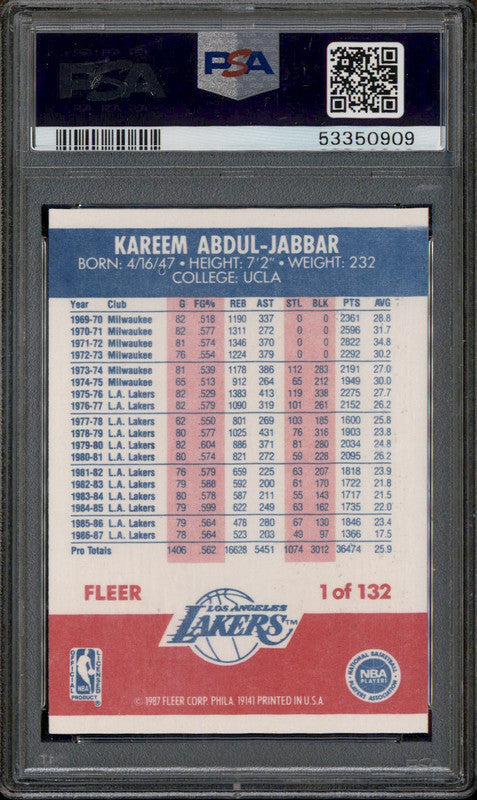 PSA
PSA
53350909
KAREEM ABDUL-JABBAR
BORN: 4/16/47 • HEIGHT: 7'2" • WEIGHT: 232
COLLEGE: UCLA
Year Club G FG% REB AST STL BLK PTS AVG
1969-70 Milwaukee 82 .518 1190 337 0 0 2361 28.8
1970-71 Milwaukee 82 .577 1311 272 0 0 2596 31.7
1971-72 Milwaukee 81 .574 1346 370 0 0 2822 34.8
1972-73 Milwaukee 76 .554 1224 379 0 0 2292 30.2
1973-74 Milwaukee 81 .539 1178 386 112 283 2191 27.0
1974-75 Milwaukee 65 .513 912 264 65 212 1949 30.0
1975-76 L.A. Lakers 82 .529 1383 413 119 338 2275 27.7
1976-77 L.A. Lakers 82 .579 1090 319 101 261 2152 26.2
1977-78 L.A. Lakers 62 .550 801 269 103 185 1600 25.8
1978-79 L.A. Lakers 80 .577 1025 431 76 316 1903 23.8
1979-80 L.A. Lakers 82 .604 886 371 81 280 2034 24.8
1980-81 L.A. Lakers 80 .574 821 272 59 228 2095 26.2
1981-82 L.A. Lakers 76 .579 659 225 63 207 1818 23.9
1982-83 L.A. Lakers 79 .588 592 200 61 170 1722 21.8
1983-84 L.A. Lakers 80 .578 587 211 55 143 1717 21.5
1984-85 L.A. Lakers 79 .599 622 249 63 162 1735 22.0
1985-86 L.A. Lakers 79 .564 478 280 67 130 1846 23.4
1986-87 L.A. Lakers 78 .564 523 204 49 97 1366 17.5
Pro Totals 1406 .562 16628 5451 1074 3012 36474 25.9
FLEER
1 of 132
LOS ANGELES
LAKERS™
OFFICIAL LICENSED
NBA
PRODUCT
NATIONAL BASKETBALL
NBA
PLAYERS
PLAYERS ASSOCIATION
© 1987 FLEER CORP. PHILA. 19141 PRINTED IN U.S.A.